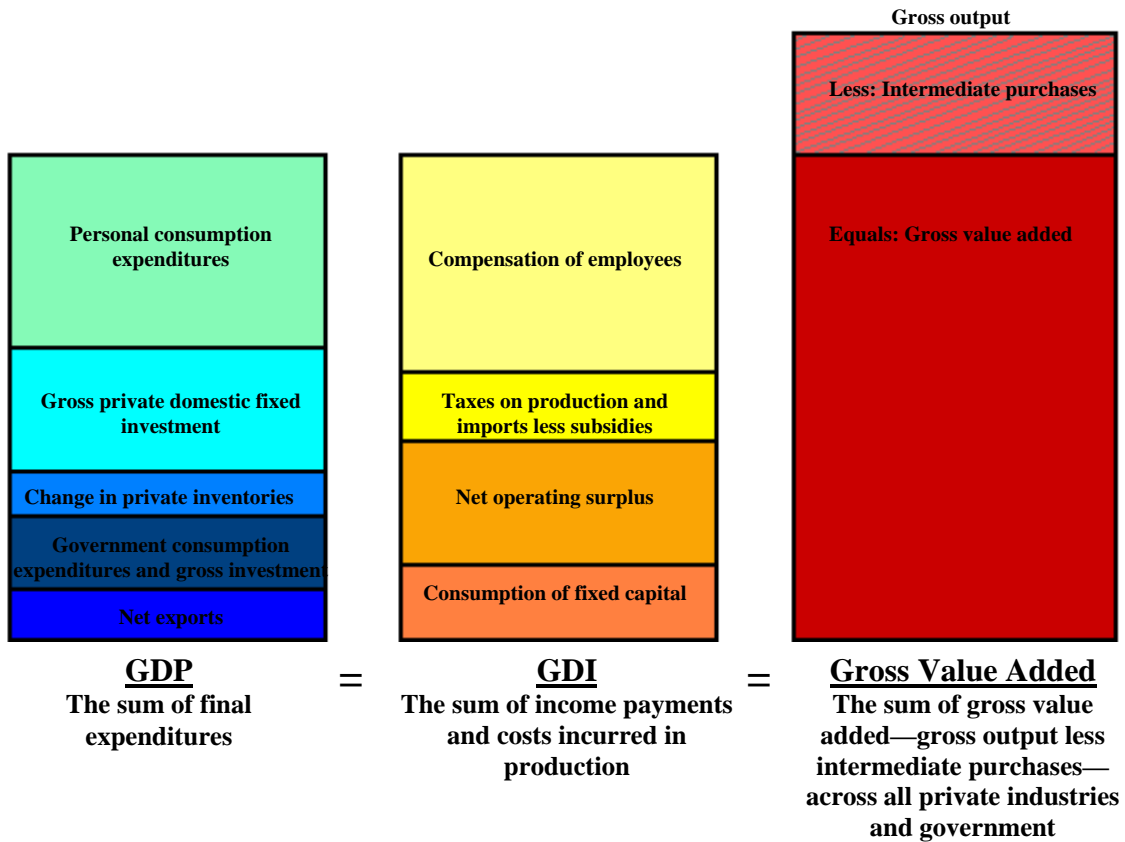 Gross output
Less: Intermediate purchases
Equals: Gross value added
Personal consumption
expenditures
Gross private domestic fixed
investment
Change in private inventories
Government consumption
expenditures and gross investment
Net exports
Compensation of employees
Taxes on production and
imports less subsidies
Net operating surplus
Consumption of fixed capital
GDP
The sum of final
expenditures
=
GDI
The sum of income payments
and costs incurred in
production
=
Gross Value Added
The sum of gross value
added—gross output less
intermediate purchases—
across all private industries
and government